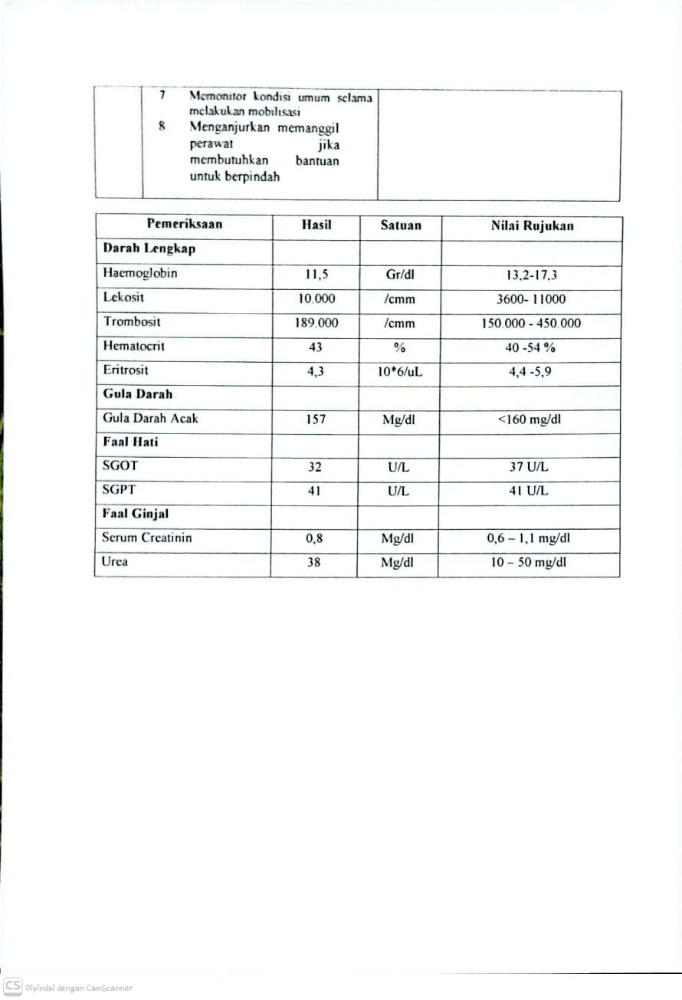 7 Memonitor kondisi umum selama
melakukan mobilisasi
8 Menganjurkan memanggil
perawat jika
membutuhkan bantuan
untuk berpindah
Pemeriksaan Hasil Satuan Nilai Rujukan
Darah Lengkap
Haemoglobin 11,5 Gr/dl 13,2-17,3
Lekosit 10.000 /cmm 3600- 11000
Trombosit 189.000 /cmm 150.000 - 450.000
Hematocrit 43 % 40 -54 %
Eritrosit 4,3 10*6/uL 4,4 -5,9
Gula Darah
Gula Darah Acak 157 Mg/dl <160 mg/dl
Faal Hati
SGOT 32 U/L 37 U/L
SGPT 41 U/L 41 U/L
Faal Ginjal
Serum Creatinin 0,8 Mg/dl 0,6 – 1,1 mg/dl
Urea 38 Mg/dl 10 – 50 mg/dl
CS Dipindai dengan CamScanner